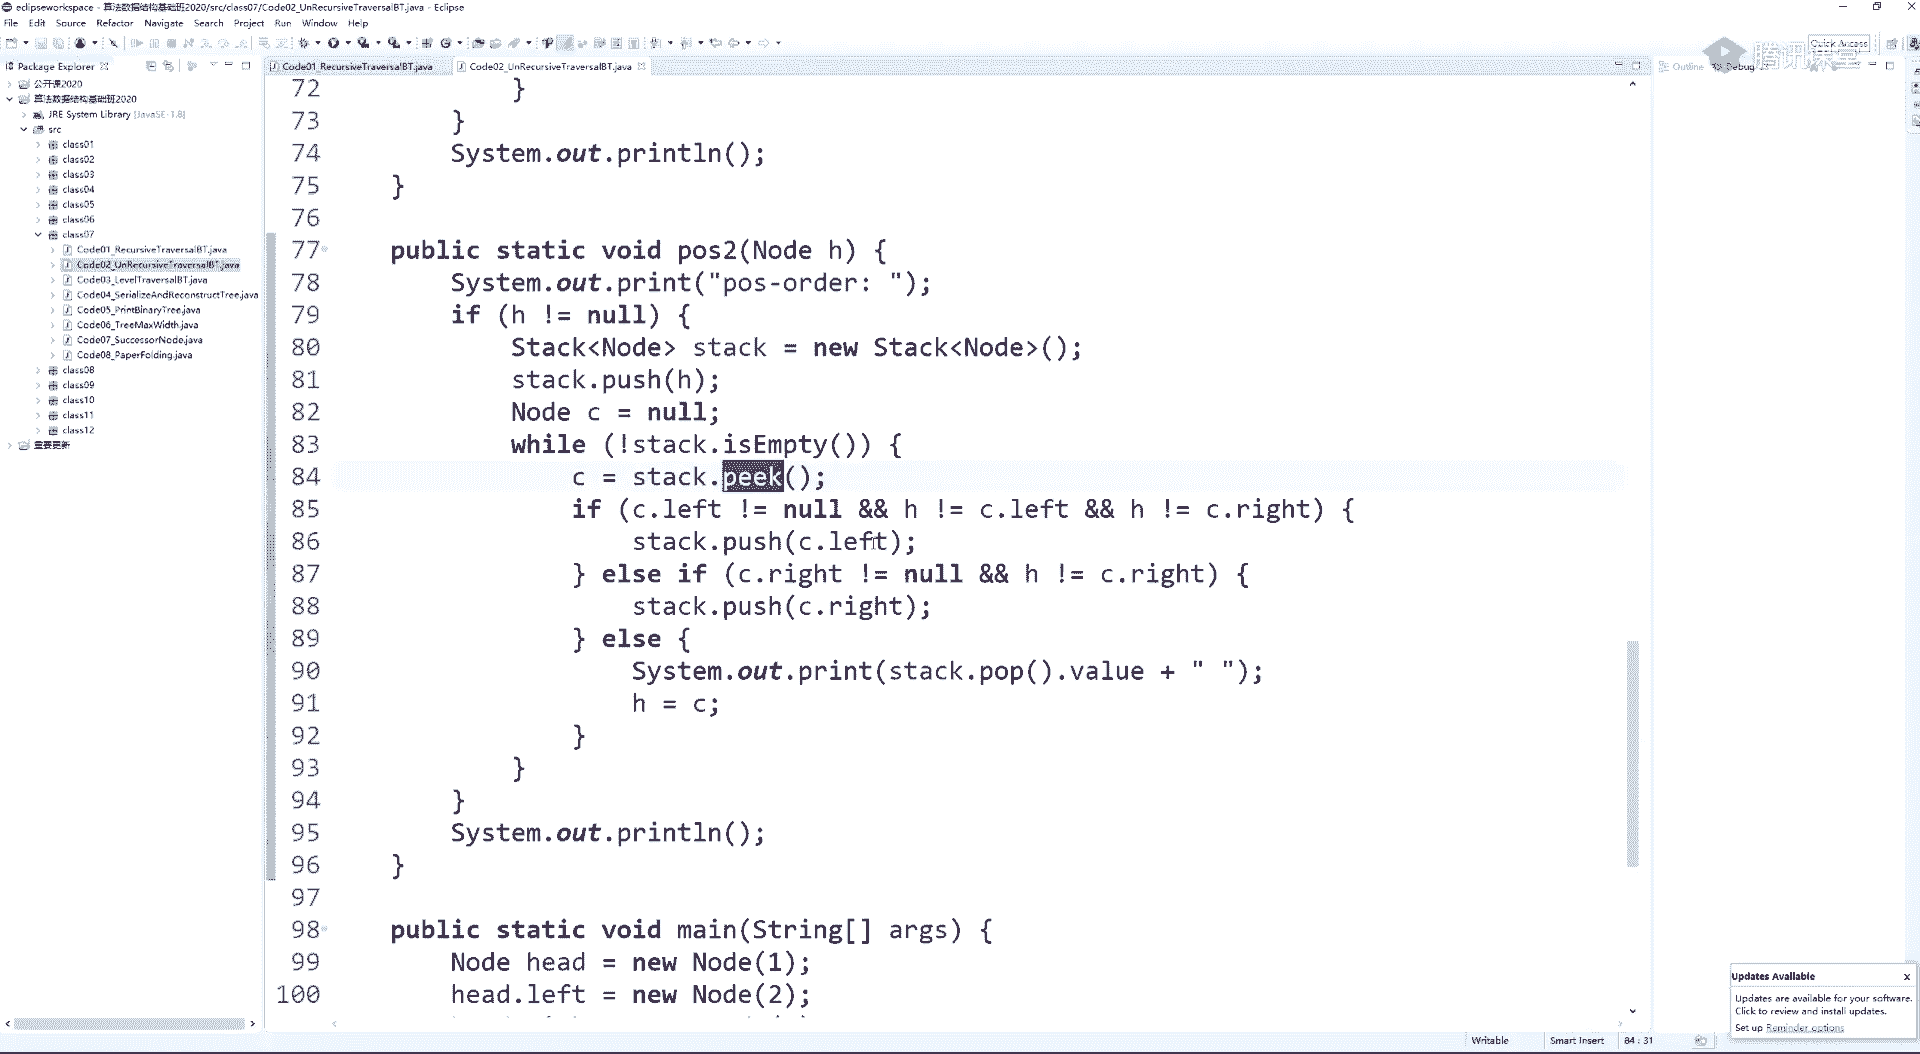 eclipseworkspace - 算法数据结构基础班2020/src/class07/Code02_UnRecursiveTraversalBT.java - Eclipse
File Edit Source Refactor Navigate Search Project Run Window Help
Quick Access
腾讯课堂
Package Explorer
Code01_RecursiveTraversalBT.java
Code02_UnRecursiveTraversalBT.java
Outline
Debug
公开课2020
算法数据结构基础班2020
JRE System Library [JavaSE-1.8]
src
class01
class02
class03
class04
class05
class06
class07
Code01_RecursiveTraversalBT.java
Code02_UnRecursiveTraversalBT.java
Code03_LevelTraversalBT.java
Code04_SerializeAndReconstructTree.java
Code05_PrintBinaryTree.java
Code06_TreeMaxWidth.java
Code07_SuccessorNode.java
Code08_PaperFolding.java
class08
class09
class10
class11
class12
重要更新
72 }
73 }
74 System.out.println();
75 }
76
77 public static void pos2(Node h) {
78 System.out.print("pos-order: ");
79 if (h != null) {
80 Stack<Node> stack = new Stack<Node>();
81 stack.push(h);
82 Node c = null;
83 while (!stack.isEmpty()) {
84 c = stack.peek();
85 if (c.left != null && h != c.left && h != c.right) {
86 stack.push(c.left);
87 } else if (c.right != null && h != c.right) {
88 stack.push(c.right);
89 } else {
90 System.out.print(stack.pop().value + " ");
91 h = c;
92 }
93 }
94 }
95 System.out.println();
96 }
97
98 public static void main(String[] args) {
99 Node head = new Node(1);
100 head.left = new Node(2);
Updates Available x
Updates are available for your software.
Click to review and install updates.
Set up Reminder options
Writable
Smart Insert
84 : 31